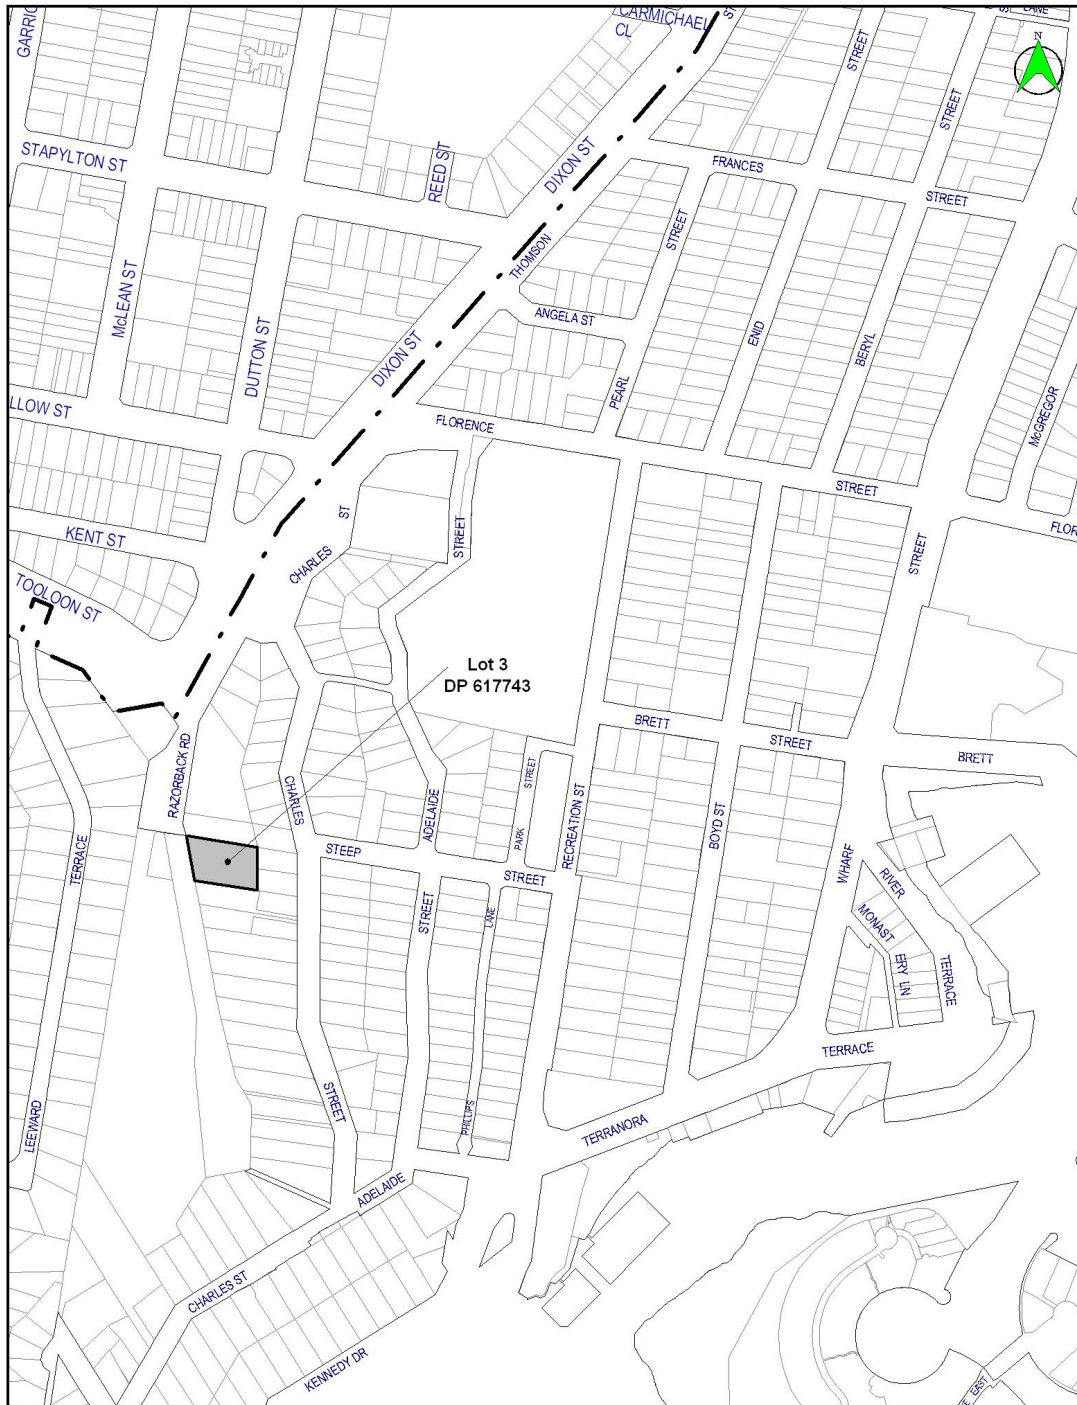 GARRIC
CARMICHAEL
CL
ST
STREET
STREET
LANE
N
STAPYLTON ST
REED ST
DIXON ST
FRANCES
STREET
THOMSON
STREET
McLEAN ST
DUTTON ST
DIXON ST
ANGELA ST
ENID
BERYL
PEARL
McGREGOR
LLOW ST
FLORENCE
STREET
FLOR
KENT ST
ST
CHARLES
STREET
STREET
TOOLOON ST
Lot 3
DP 617743
BRETT
STREET
BRETT
RAZORBACK RD
CHARLES
ADELAIDE
STREET
PARK
RECREATION ST
BOYD ST
TERRACE
STEEP
STREET
WHARF
RIVER
STREET
LANE
MONAST
ERY LN
TERRACE
TERRACE
LEEWARD
STREET
PHILLIPS
TERRANORA
ADELAIDE
CHARLES ST
KENNEDY DR
EAST